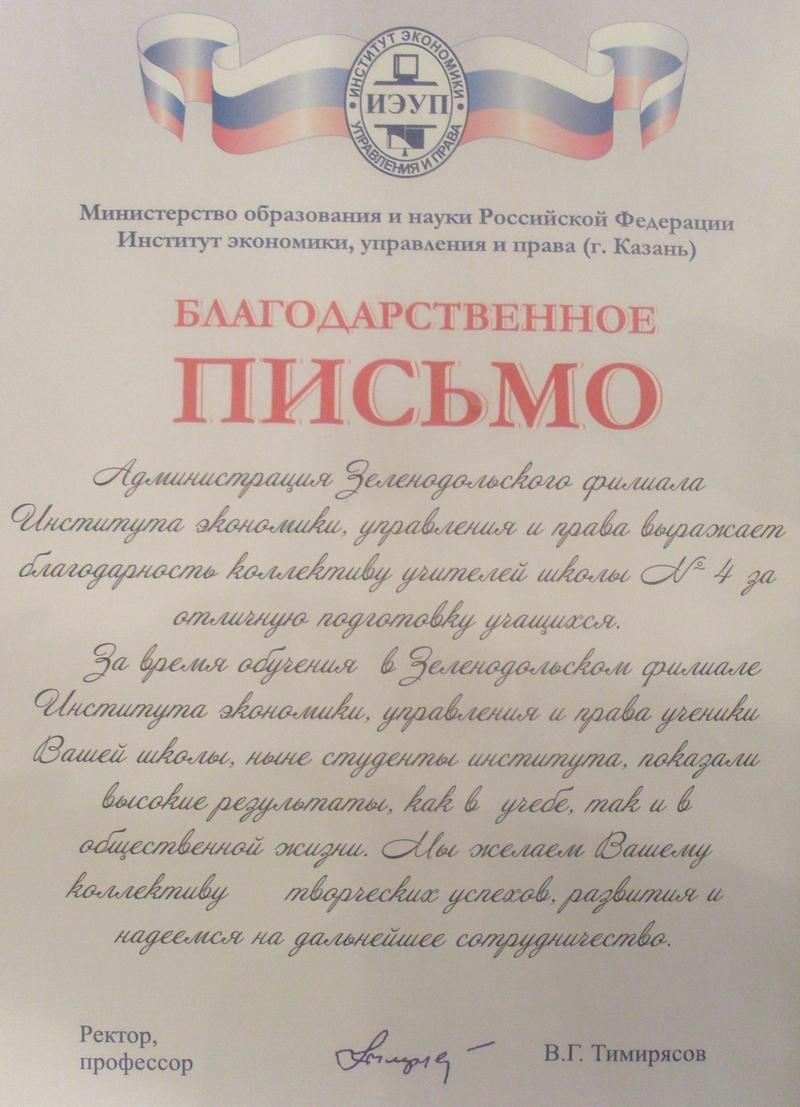 ИНСТИТУТ ЭКОНОМИКИ
ИЭУП
УПРАВЛЕНИЯ И ПРАВА
Министерство образования и науки Российской Федерации
Институт экономики, управления и права (г. Казань)
БЛАГОДАРСТВЕННОЕ
ПИСЬМО
Администрация Зеленодольского филиала
Института экономики, управления и права выражает
благодарность коллективу учителей школы № 4 за
отличную подготовку учащихся.
За время обучения в Зеленодольском филиале
Института экономики, управления и права ученики
Вашей школы, ныне студенты института, показали
высокие результаты, как в учебе, так и в
общественной жизни. Мы желаем Вашему
коллективу творческих успехов, развития и
надеемся на дальнейшее сотрудничество.
Ректор,
профессор
В.Г. Тимирясов